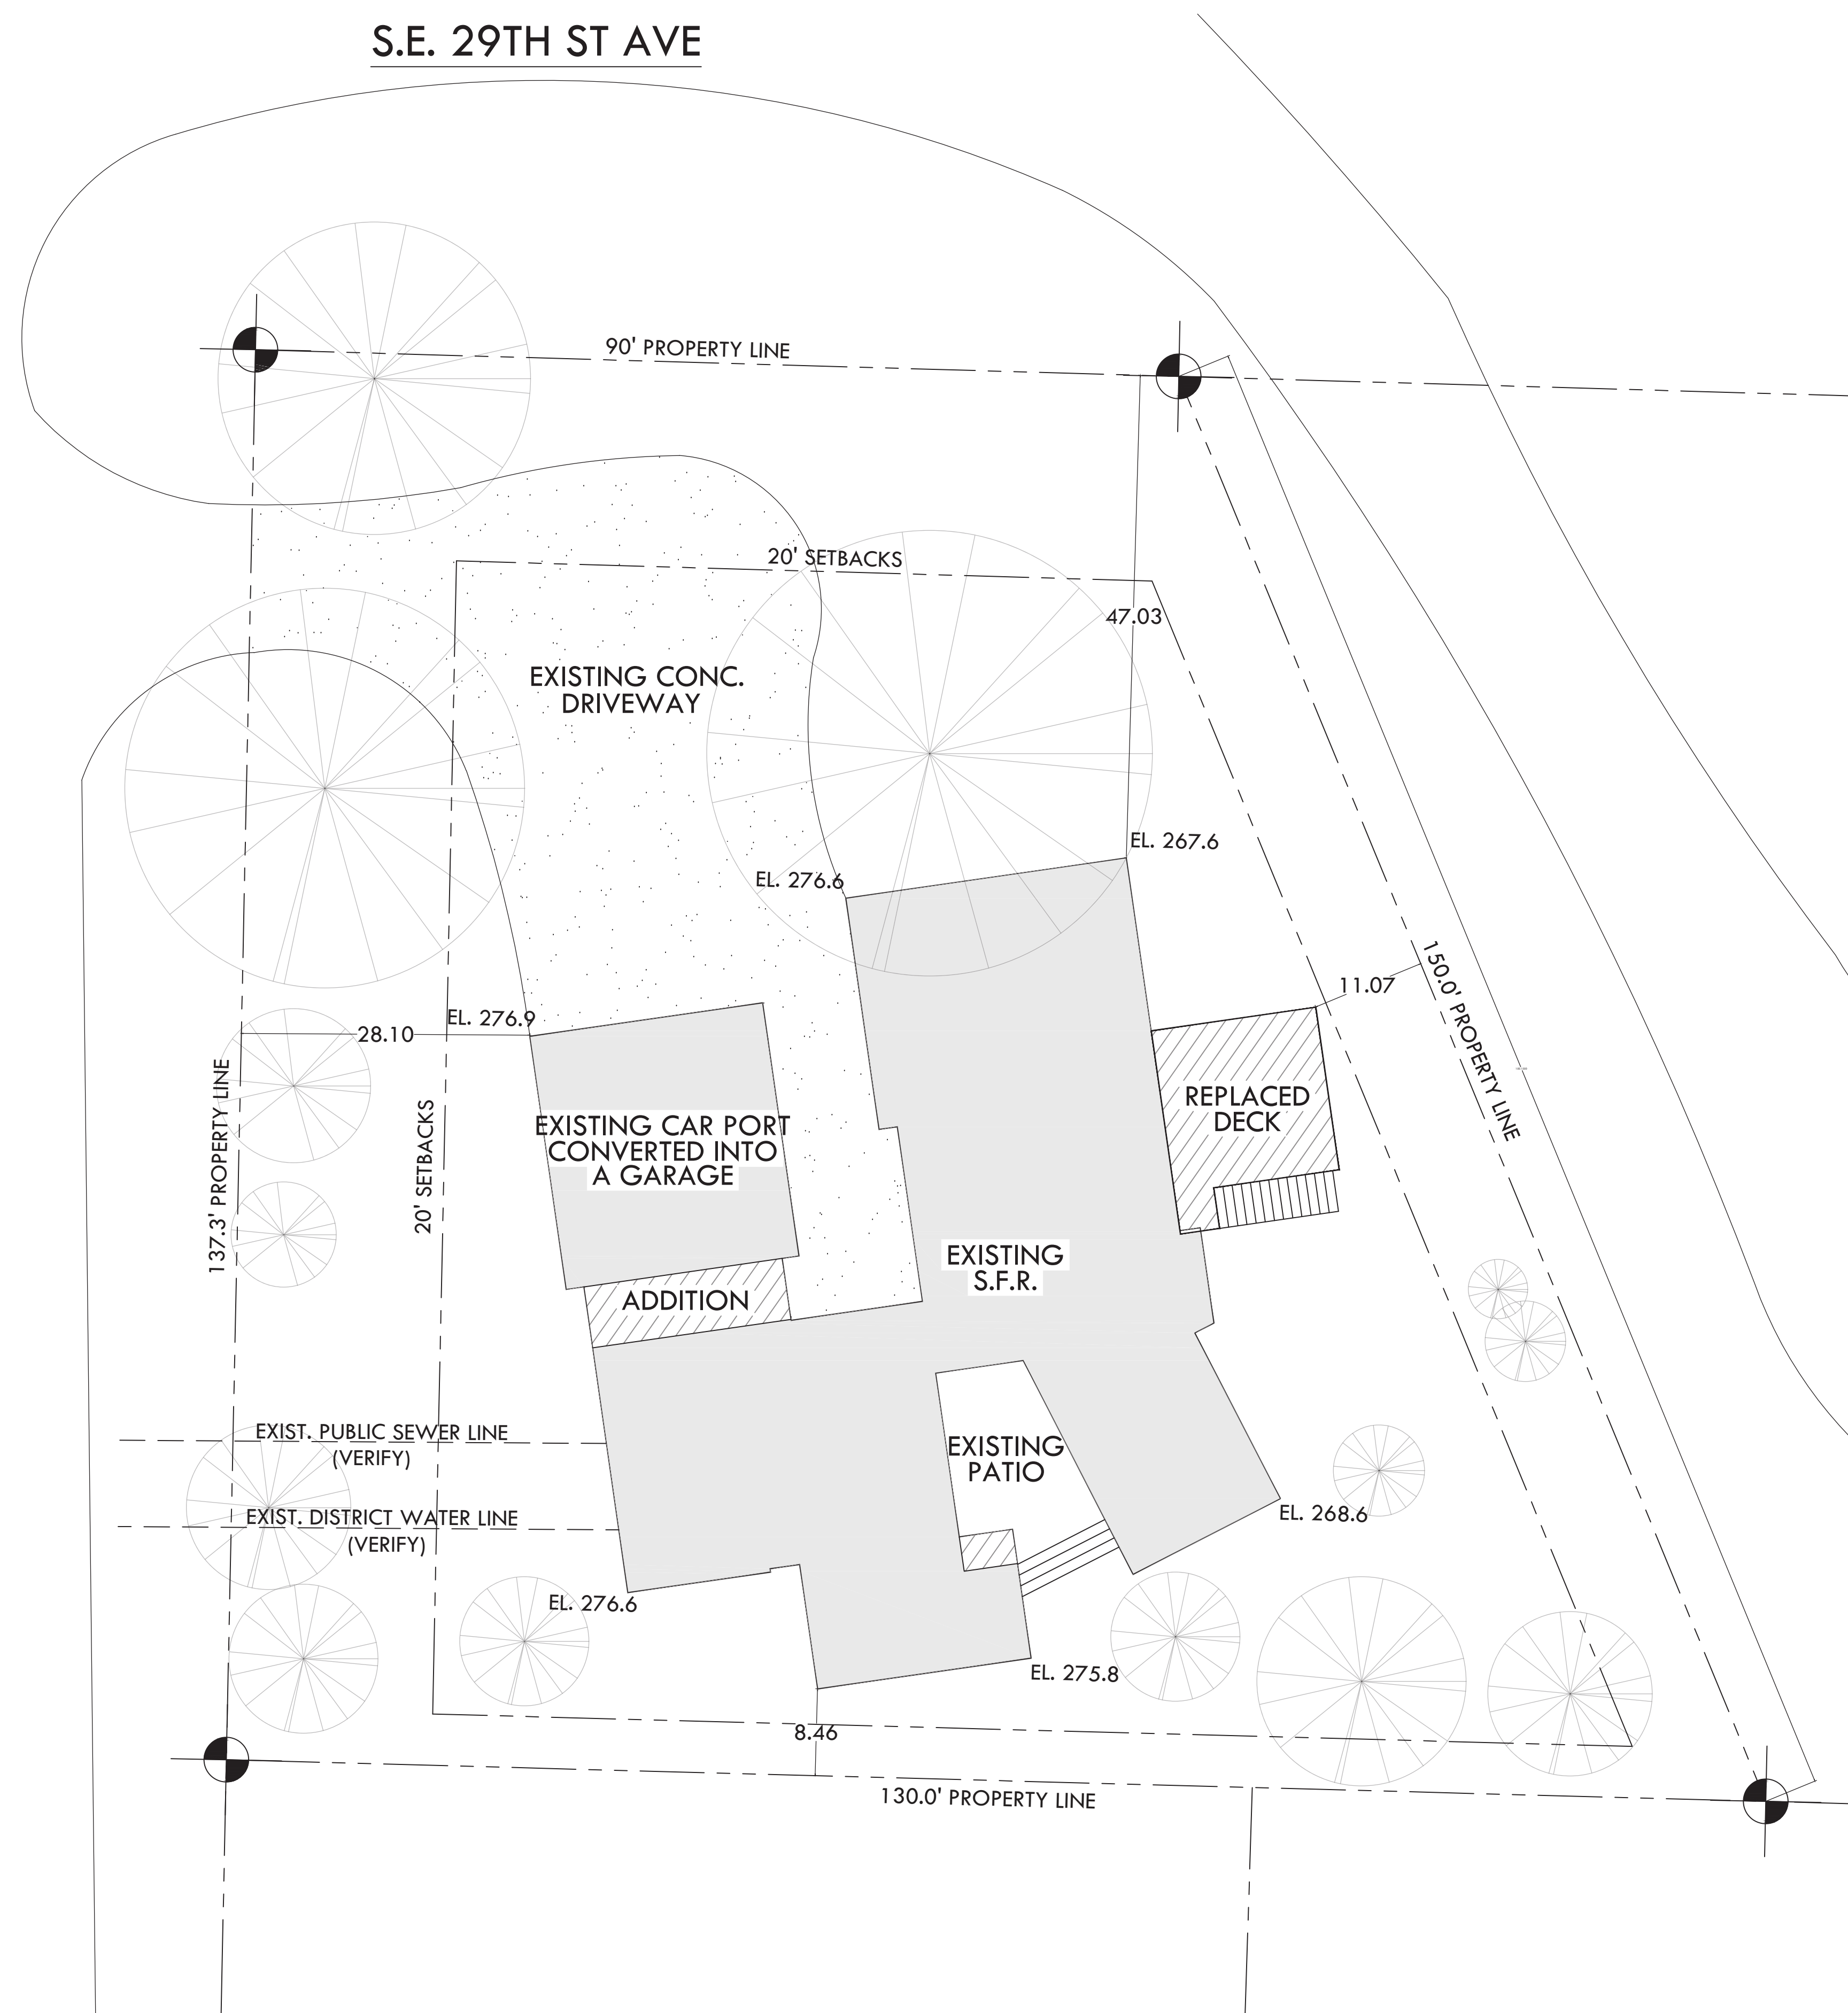 S.E. 29TH ST AVE
90' PROPERTY LINE
20' SETBACKS
47.03
EXISTING CONC.
DRIVEWAY
EL. 267.6
EL. 276.6
150.0' PROPERTY LINE
11.07
EL. 276.9
28.10
137.3' PROPERTY LINE
20' SETBACKS
EXISTING CAR PORT
CONVERTED INTO
A GARAGE
REPLACED
DECK
EXISTING
S.F.R.
ADDITION
EXIST. PUBLIC SEWER LINE
(VERIFY)
EXISTING
PATIO
EXIST. DISTRICT WATER LINE
(VERIFY)
EL. 268.6
EL. 276.6
EL. 275.8
8.46
130.0' PROPERTY LINE